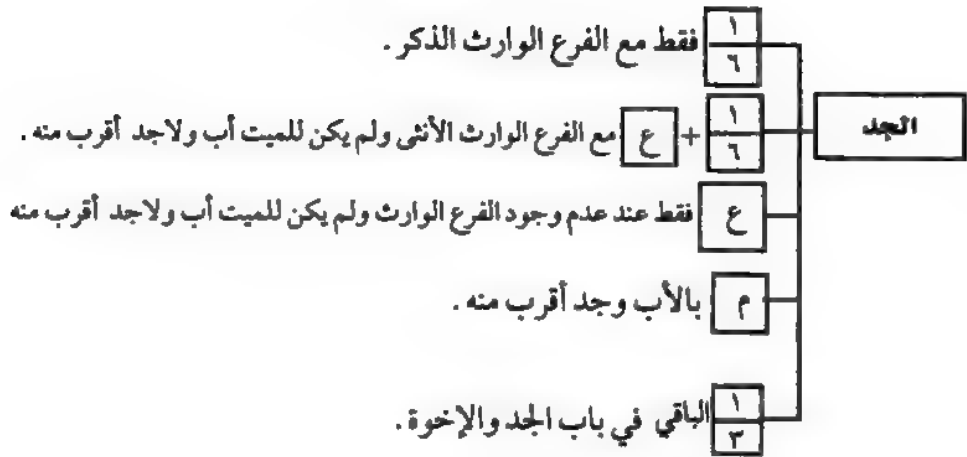 الجد
١/٦ فقط مع الفرع الوارث الذكر .
١/٦ + ع مع الفرع الوارث الأنثى ولم يكن للميت أب ولاجد أقرب منه .
ع فقط عند عدم وجود الفرع الوارث ولم يكن للميت أب ولاجد أقرب منه
م بالأب وجد أقرب منه .
١/٣ الباقي في باب الجد والإخوة .